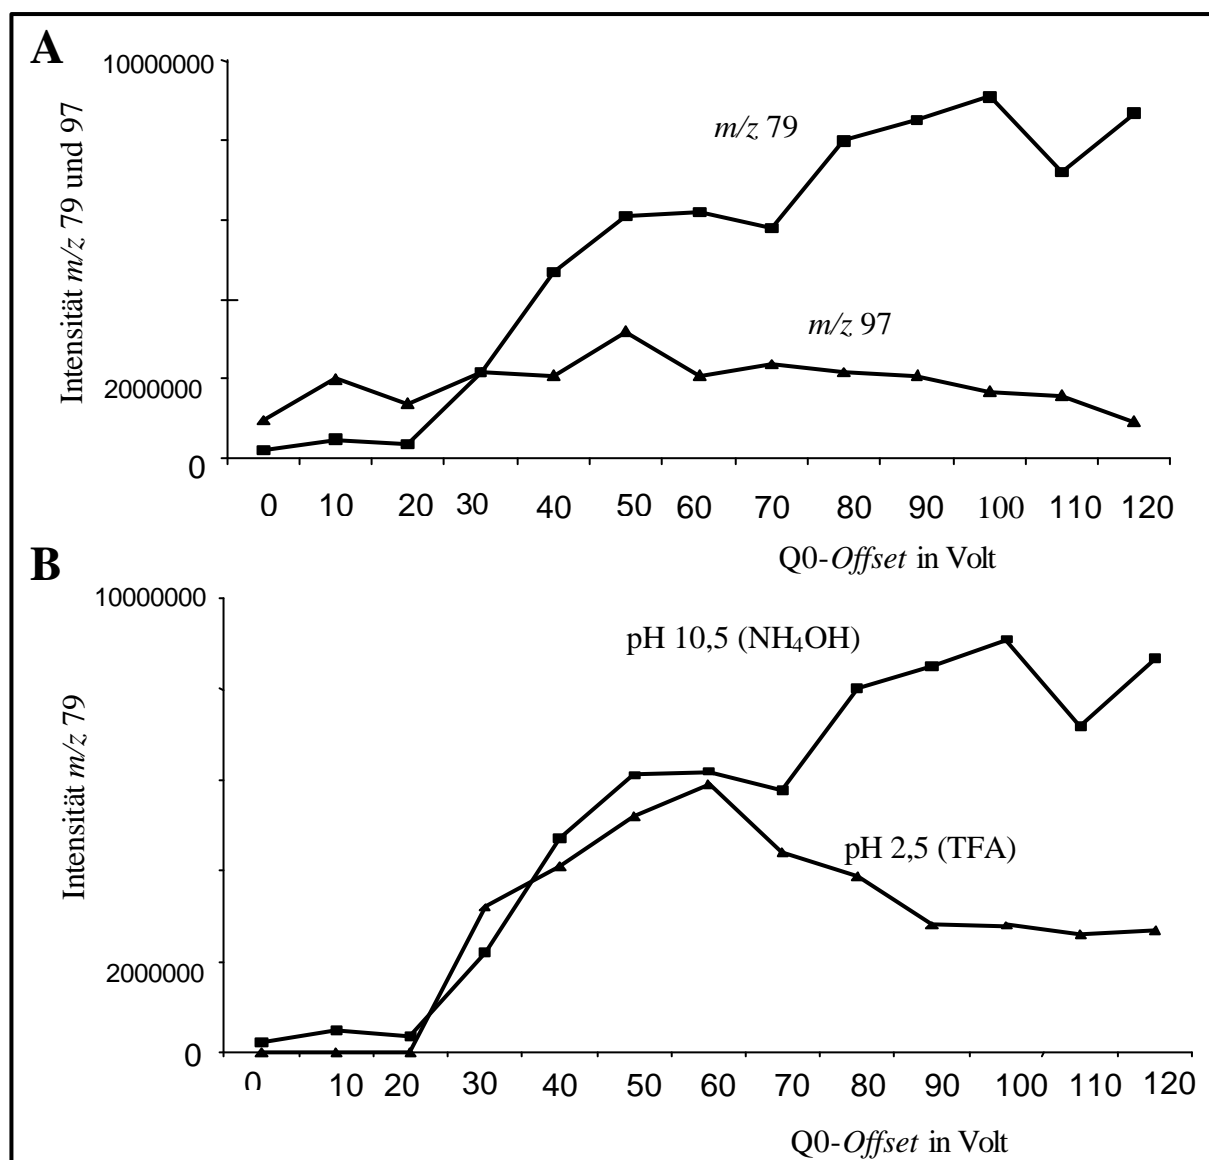 A
10000000
Intensität m/z 79 und 97
m/z 79
m/z 97
2000000
0
0 10 20 30 40 50 60 70 80 90 100 110 120
Q0-Offset in Volt
B
10000000
pH 10,5 (NH₄OH)
Intensität m/z 79
pH 2,5 (TFA)
2000000
0
0 10 20 30 40 50 60 70 80 90 100 110 120
Q0-Offset in Volt